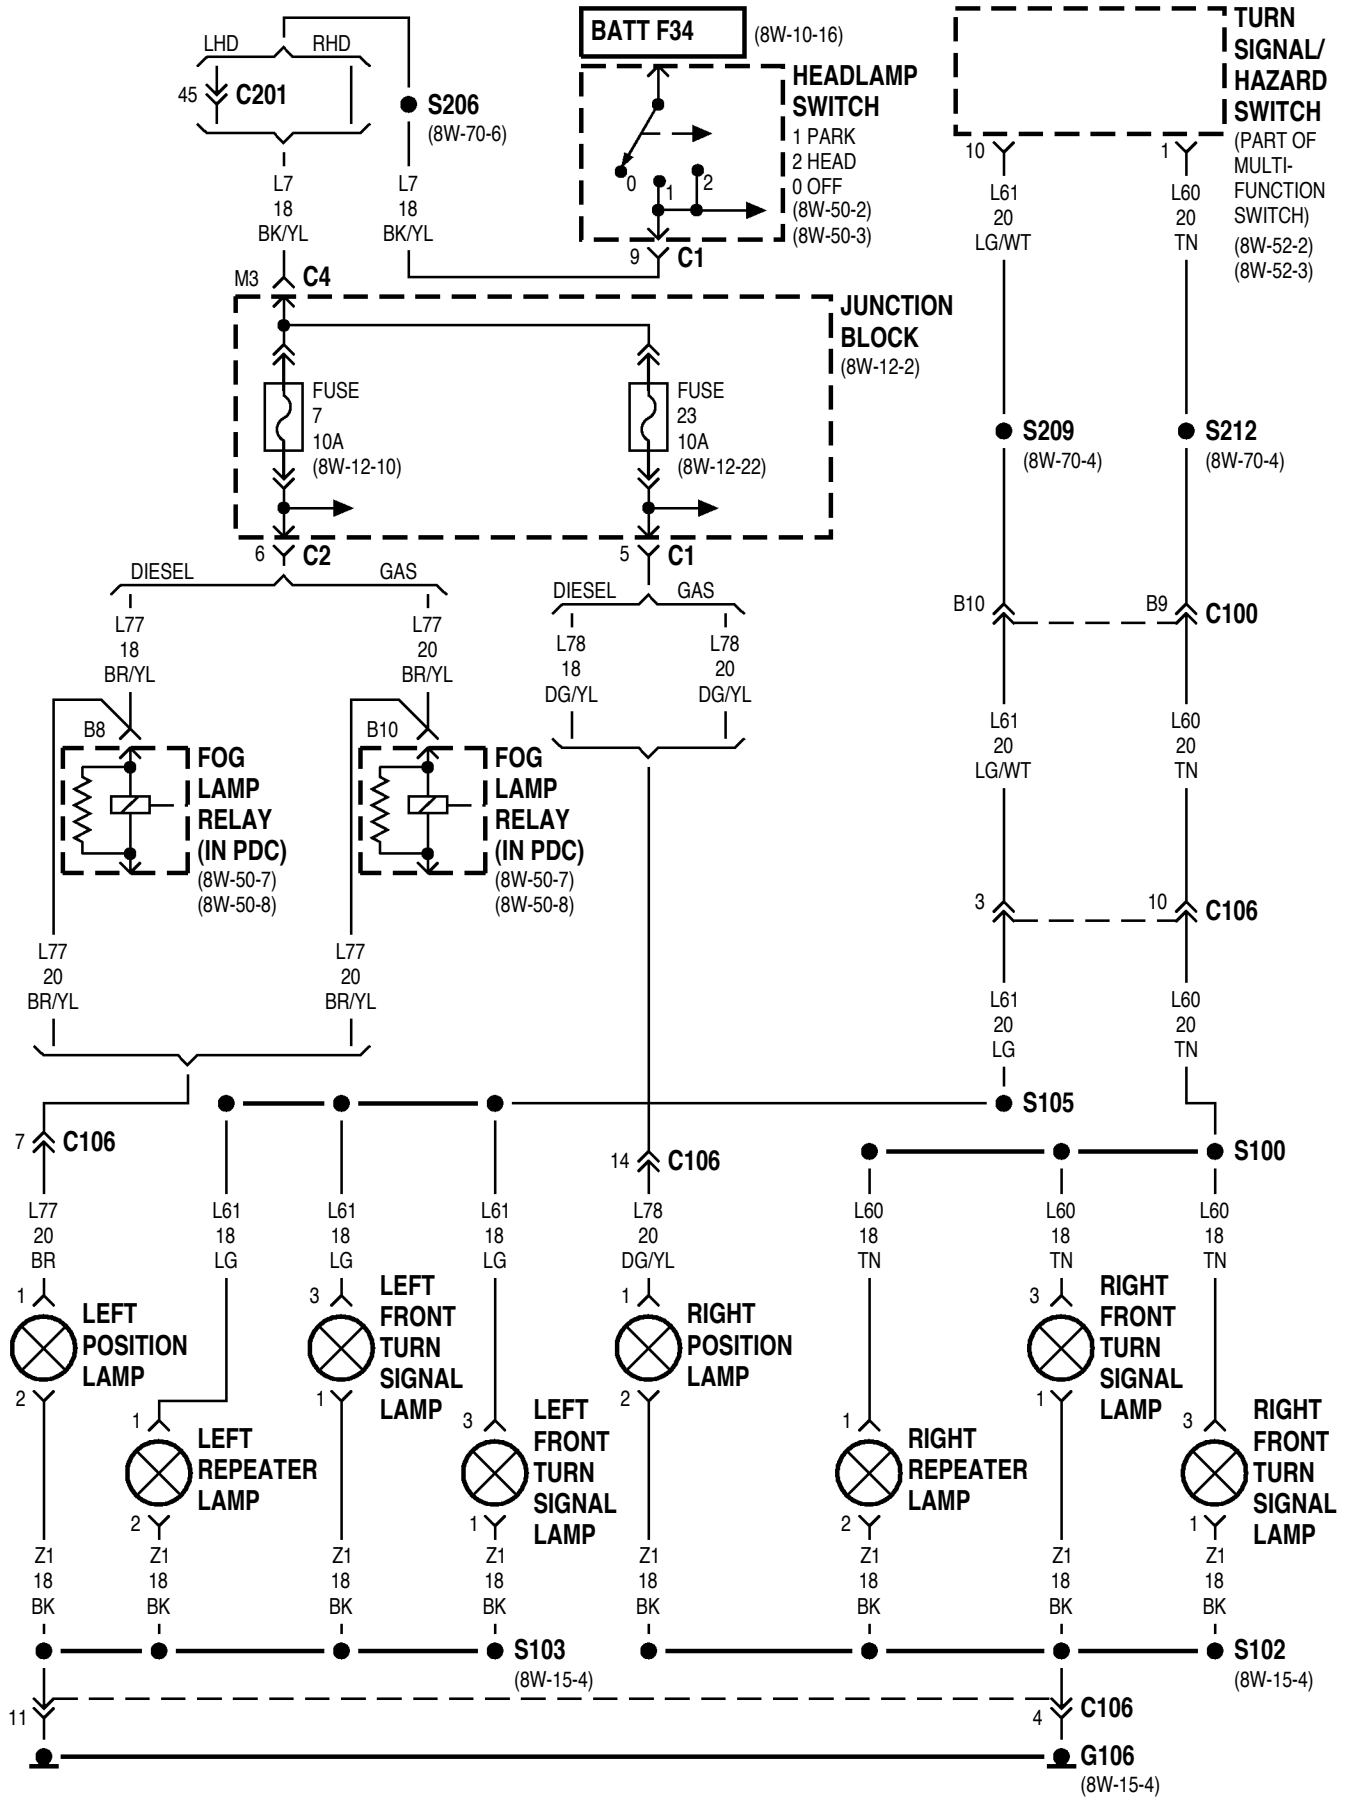 LHD
RHD
45
C201
S206
(8W-70-6)
L7
18
BK/YL
L7
18
BK/YL
M3
C4
BATT F34
(8W-10-16)
HEADLAMP
SWITCH
1 PARK
2 HEAD
0 OFF
(8W-50-2)
(8W-50-3)
0
1
2
9
C1
TURN
SIGNAL/
HAZARD
SWITCH
(PART OF
MULTI-
FUNCTION
SWITCH)
(8W-52-2)
(8W-52-3)
10
1
L61
20
LG/WT
L60
20
TN
JUNCTION
BLOCK
(8W-12-2)
FUSE
7
10A
(8W-12-10)
FUSE
23
10A
(8W-12-22)
S209
(8W-70-4)
S212
(8W-70-4)
6
C2
5
C1
DIESEL
GAS
DIESEL
GAS
L77
18
BR/YL
L77
20
BR/YL
L78
18
DG/YL
L78
20
DG/YL
B10
B9
C100
L61
20
LG/WT
L60
20
TN
B8
FOG
LAMP
RELAY
(IN PDC)
(8W-50-7)
(8W-50-8)
B10
FOG
LAMP
RELAY
(IN PDC)
(8W-50-7)
(8W-50-8)
3
10
C106
L77
20
BR/YL
L77
20
BR/YL
L61
20
LG
L60
20
TN
S105
S100
7
C106
14
C106
L77
20
BR
L61
18
LG
L61
18
LG
L61
18
LG
L78
20
DG/YL
L60
18
TN
L60
18
TN
L60
18
TN
1
LEFT
POSITION
LAMP
2
3
LEFT
FRONT
TURN
SIGNAL
LAMP
1
1
RIGHT
POSITION
LAMP
2
3
RIGHT
FRONT
TURN
SIGNAL
LAMP
1
1
LEFT
REPEATER
LAMP
2
3
LEFT
FRONT
TURN
SIGNAL
LAMP
1
1
RIGHT
REPEATER
LAMP
2
3
RIGHT
FRONT
TURN
SIGNAL
LAMP
1
Z1
18
BK
Z1
18
BK
Z1
18
BK
Z1
18
BK
Z1
18
BK
Z1
18
BK
Z1
18
BK
Z1
18
BK
S103
(8W-15-4)
S102
(8W-15-4)
11
4
C106
G106
(8W-15-4)